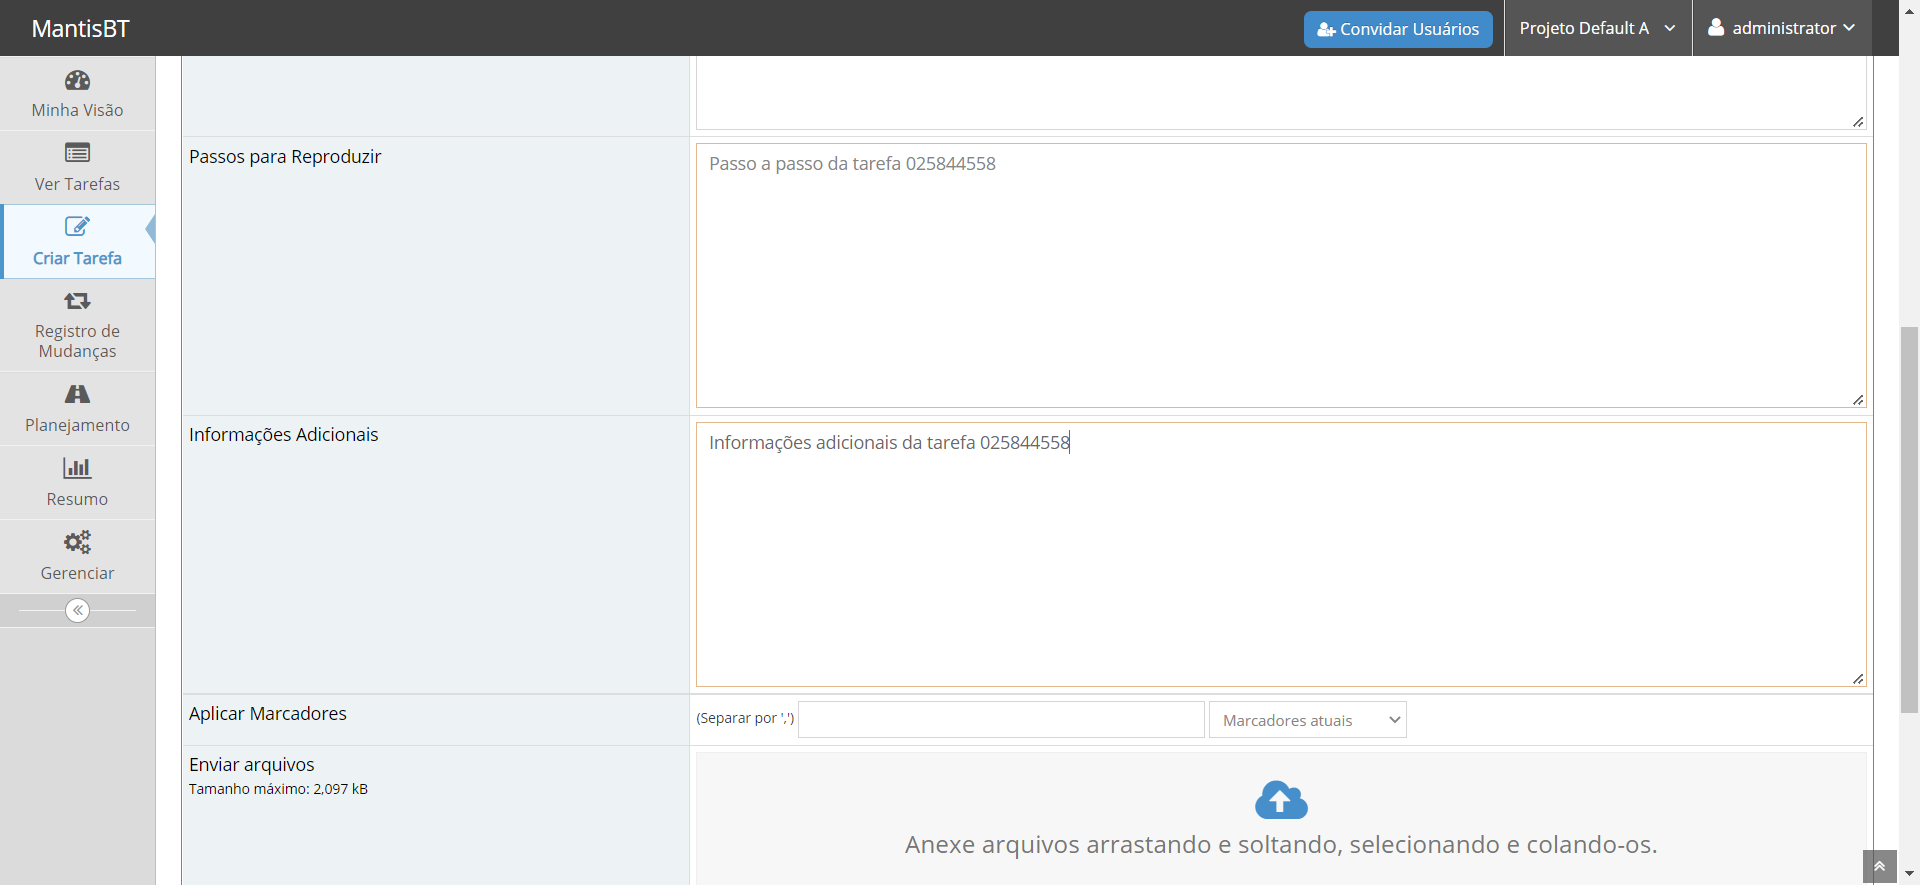 MantisBT
Convidar Usuários
Projeto Default A
administrator
Minha Visão
Ver Tarefas
Criar Tarefa
Registro de
Mudanças
Planejamento
Resumo
Gerenciar
Passos para Reproduzir
Passo a passo da tarefa 025844558
Informações Adicionais
Informações adicionais da tarefa 025844558
Aplicar Marcadores
(Separar por ',')
Marcadores atuais
Enviar arquivos
Tamanho máximo: 2,097 kB
Anexe arquivos arrastando e soltando, selecionando e colando-os.